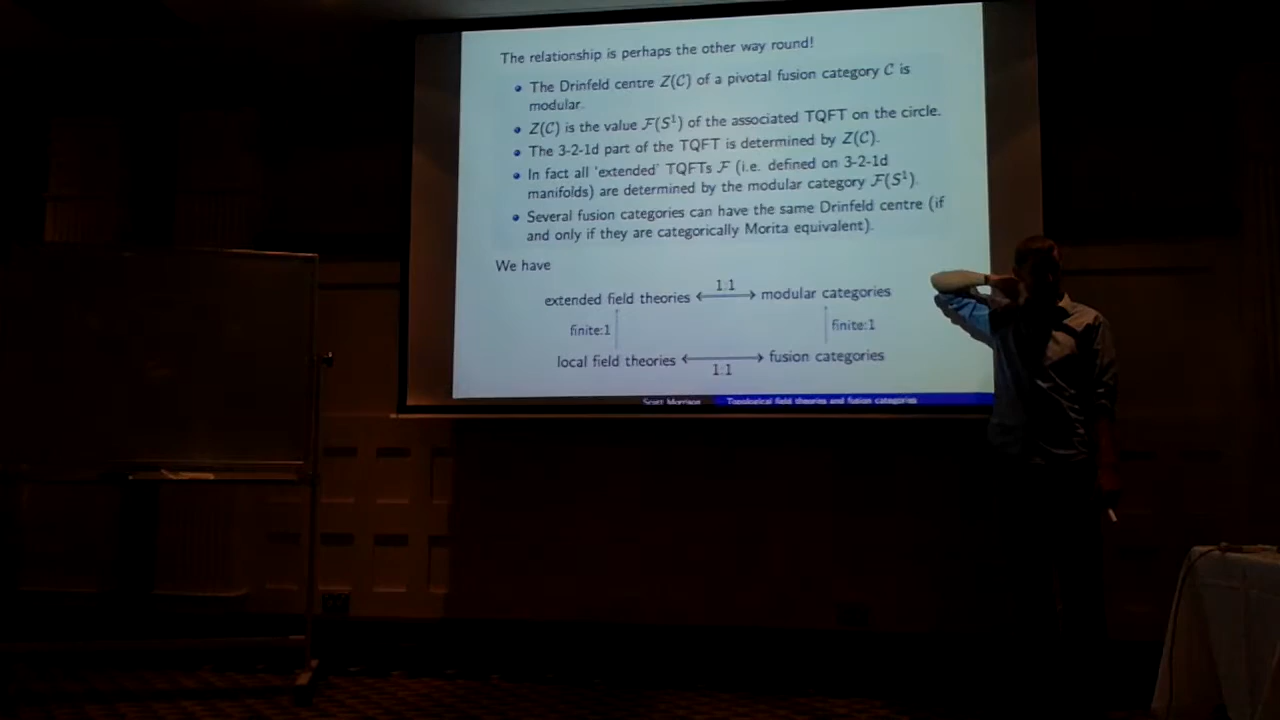 The relationship is perhaps the other way round!
The Drinfeld centre Z(C) of a pivotal fusion category C is
modular.
Z(C) is the value F(S¹) of the associated TQFT on the circle.
The 3-2-1d part of the TQFT is determined by Z(C).
In fact all 'extended' TQFTs F (i.e. defined on 3-2-1d
manifolds) are determined by the modular category F(S¹).
Several fusion categories can have the same Drinfeld centre (if
and only if they are categorically Morita equivalent).
We have
1:1
extended field theories ⟷ modular categories
finite:1 finite:1
local field theories ⟷ fusion categories
1:1
Scott Morrison Topological field theories and fusion categories